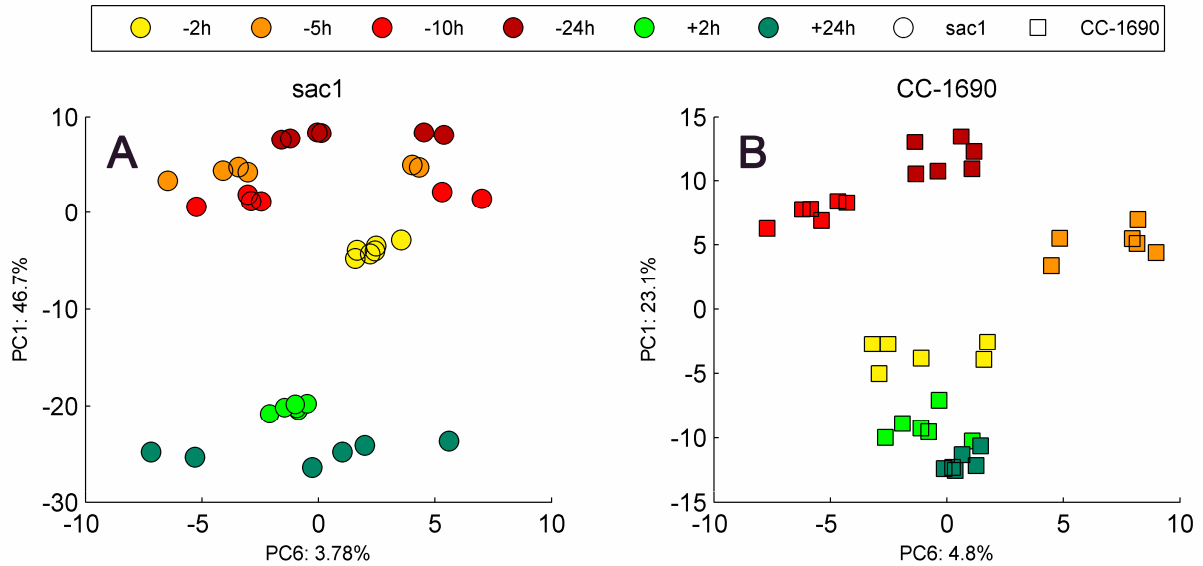 -2h -5h -10h -24h +2h +24h sac1 CC-1690
sac1
CC-1690
A
B
10
0
-10
-20
-30
PC1: 46.7%
-10 -5 0 5 10
PC6: 3.78%
15
10
5
0
-5
-10
-15
PC1: 23.1%
-10 -5 0 5 10
PC6: 4.8%